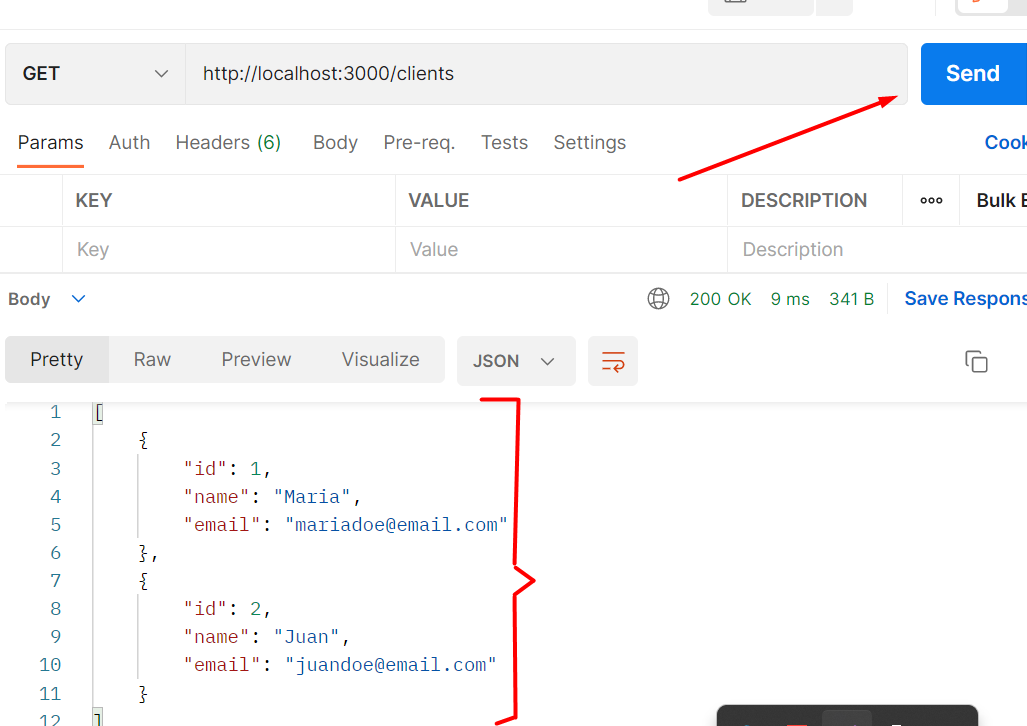 GET http://localhost:3000/clients Send
Params Auth Headers (6) Body Pre-req. Tests Settings Cook
KEY VALUE DESCRIPTION ooo Bulk E
Key Value Description
Body 200 OK 9 ms 341 B Save Respons
Pretty Raw Preview Visualize JSON
1 [
2 {
3 "id": 1,
4 "name": "Maria",
5 "email": "mariadoe@email.com"
6 },
7 {
8 "id": 2,
9 "name": "Juan",
10 "email": "juandoe@email.com"
11 }
12 ]